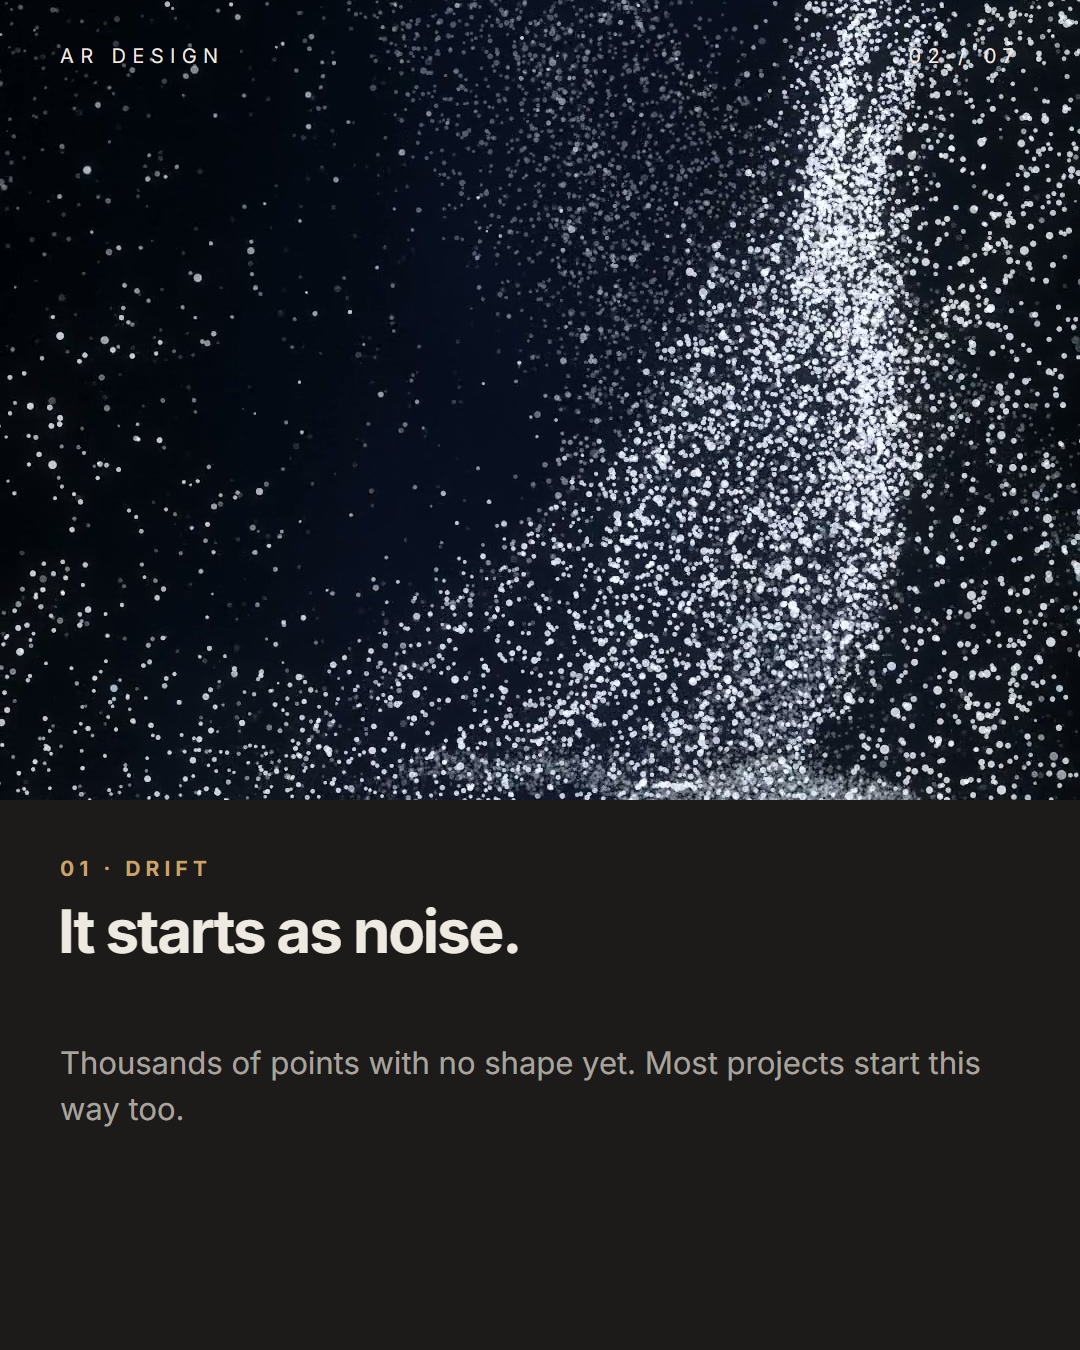 AR DESIGN
02 / 07
01 · DRIFT
It starts as noise.
Thousands of points with no shape yet. Most projects start this
way too.